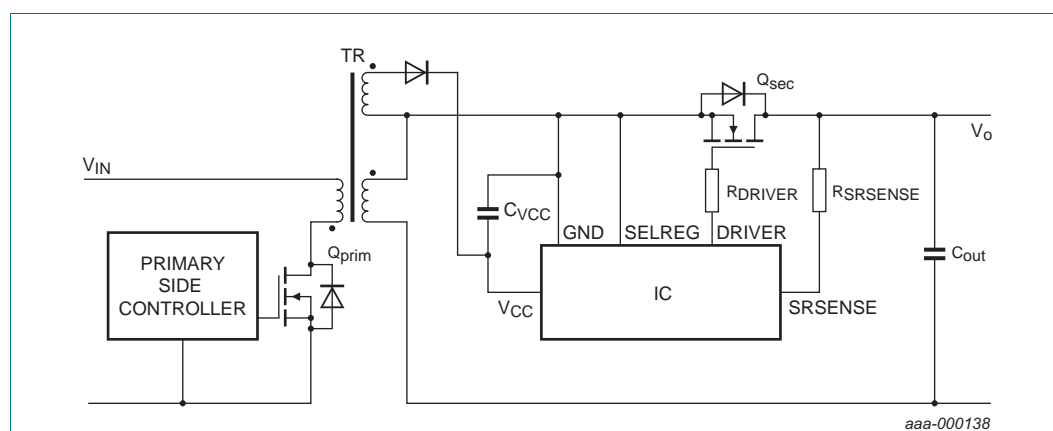 TR
Qsec
Vo
VIN
RDRIVER
RSRSENSE
CVCC
GND
SELREG
DRIVER
Qprim
Cout
PRIMARY
SIDE
CONTROLLER
IC
VCC
SRSENSE
aaa-000138